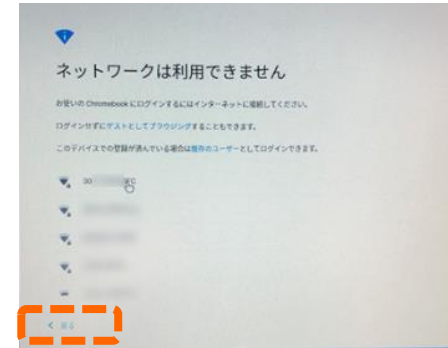 ネットワークは利用できません
お使いの Chromebook にログインするにはインターネットに接続してください。
ログインせずにゲストとしてブラウジングすることもできます。
このデバイスでの登録が済んでいる場合は既存のユーザーとしてログインできます。
30
戻る